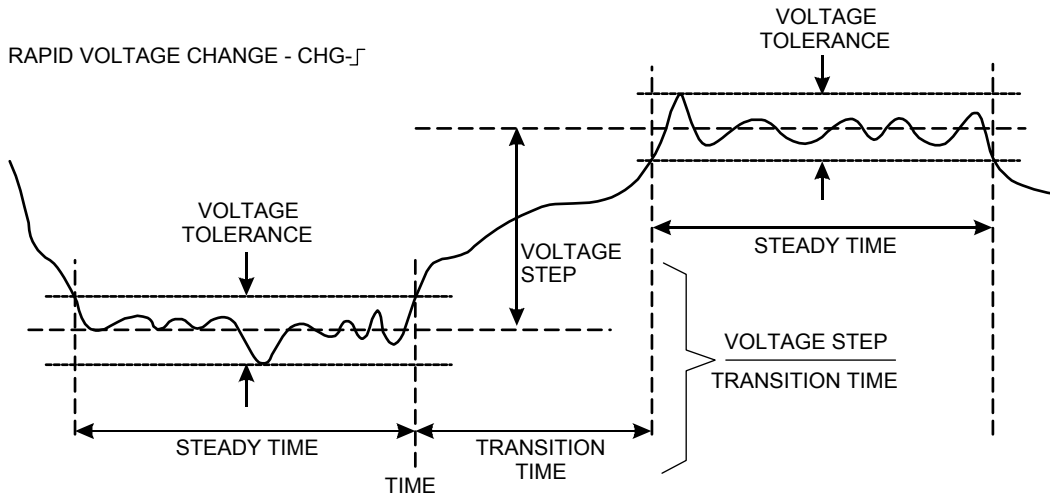 RAPID VOLTAGE CHANGE - CHG-
VOLTAGE
TOLERANCE
VOLTAGE
TOLERANCE
VOLTAGE
STEP
STEADY TIME
VOLTAGE STEP
TRANSITION TIME
STEADY TIME
TRANSITION
TIME
TIME